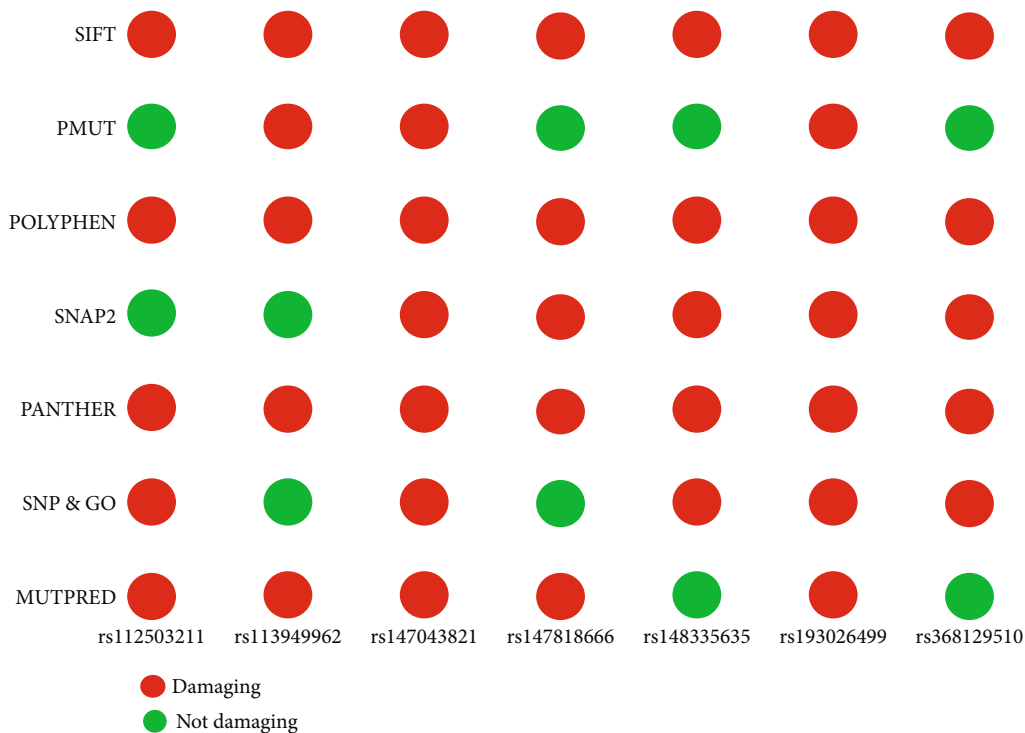 SIFT
PMUT
POLYPHEN
SNAP2
PANTHER
SNP & GO
MUTPRED
rs112503211 rs113949962 rs147043821 rs147818666 rs148335635 rs193026499 rs368129510
Damaging
Not damaging